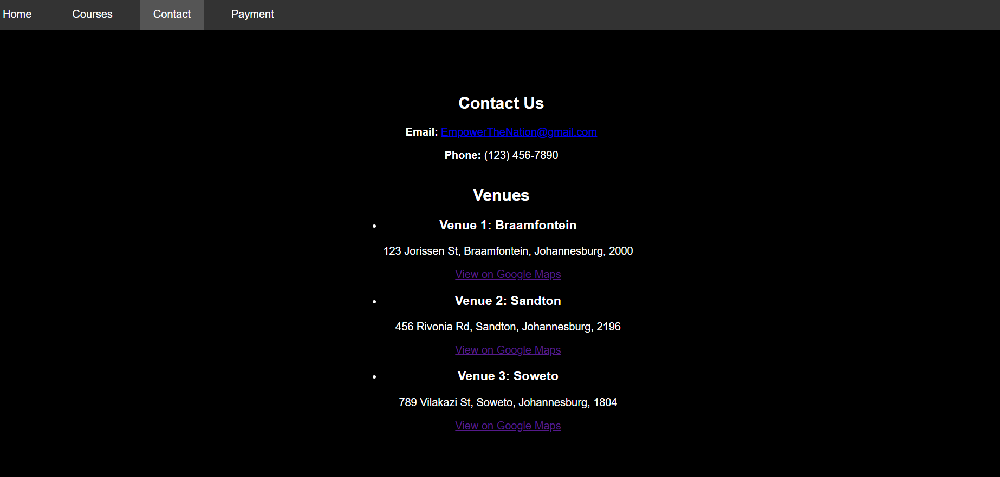 Home Courses Contact Payment
Contact Us
Email: EmpowerTheNation@gmail.com
Phone: (123) 456-7890
Venues
• Venue 1: Braamfontein
123 Jorissen St, Braamfontein, Johannesburg, 2000
View on Google Maps
• Venue 2: Sandton
456 Rivonia Rd, Sandton, Johannesburg, 2196
View on Google Maps
• Venue 3: Soweto
789 Vilakazi St, Soweto, Johannesburg, 1804
View on Google Maps